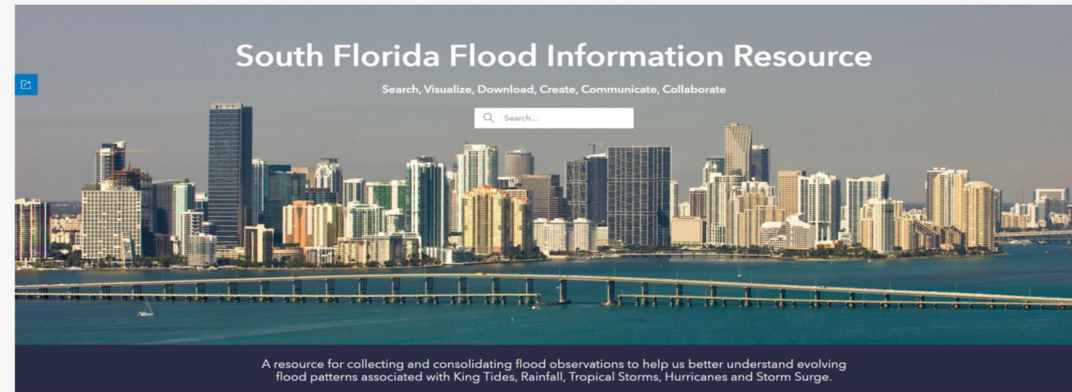 South Florida Flood Information Resource
Search, Visualize, Download, Create, Communicate, Collaborate
Search...
A resource for collecting and consolidating flood observations to help us better understand evolving
flood patterns associated with King Tides, Rainfall, Tropical Storms, Hurricanes and Storm Surge.